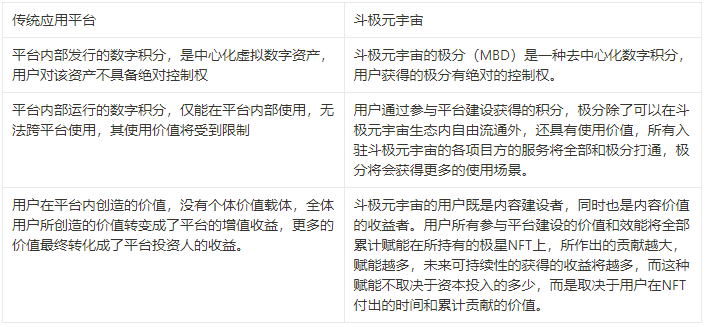 传统应用平台
斗极元宇宙
平台内部发行的数字积分，是中心化虚拟数字资产，
用户对该资产不具备绝对控制权
斗极元宇宙的极分（MBD）是一种去中心化数字积分，
用户获得的极分有绝对的控制权。
平台内部运行的数字积分，仅能在平台内部使用，无
法跨平台使用，其使用价值将受到限制
用户通过参与平台建设获得的积分，极分除了可以在斗
极元宇宙生态内自由流通外，还具有使用价值，所有入
驻斗极元宇宙的各项目方的服务将全部和极分打通，极
分将会获得更多的使用场景。
用户在平台内创造的价值，没有个体价值载体，全体
用户所创造的价值转变成了平台的增值收益，更多的
价值最终转化成了平台投资人的收益。
斗极元宇宙的用户既是内容建设者，同时也是内容价值
的收益者。用户所有参与平台建设的价值和效能将全部
累计赋能在所持有的极星NFT上，所作出的贡献越大，
赋能越多，未来可持续性的获得的收益将越多，而这种
赋能不取决于资本投入的多少，而是取决于用户在NFT
付出的时间和累计贡献的价值。